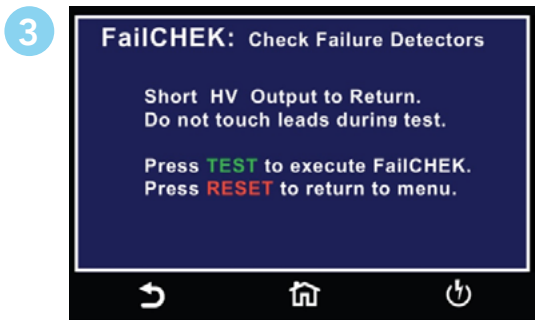 3
FailCHEK: Check Failure Detectors
Short HV Output to Return.
Do not touch leads during test.
Press TEST to execute FailCHEK.
Press RESET to return to menu.